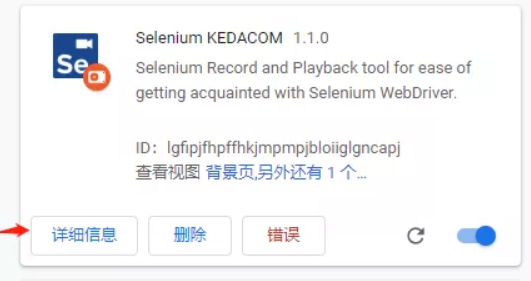 Selenium KEDACOM 1.1.0
Se
Selenium Record and Playback tool for ease of
getting acquainted with Selenium WebDriver.
ID: lgfipjfhpffhkjmpmpjbloiiglgncapj
查看视图 背景页,另外还有 1 个...
详细信息 删除 错误